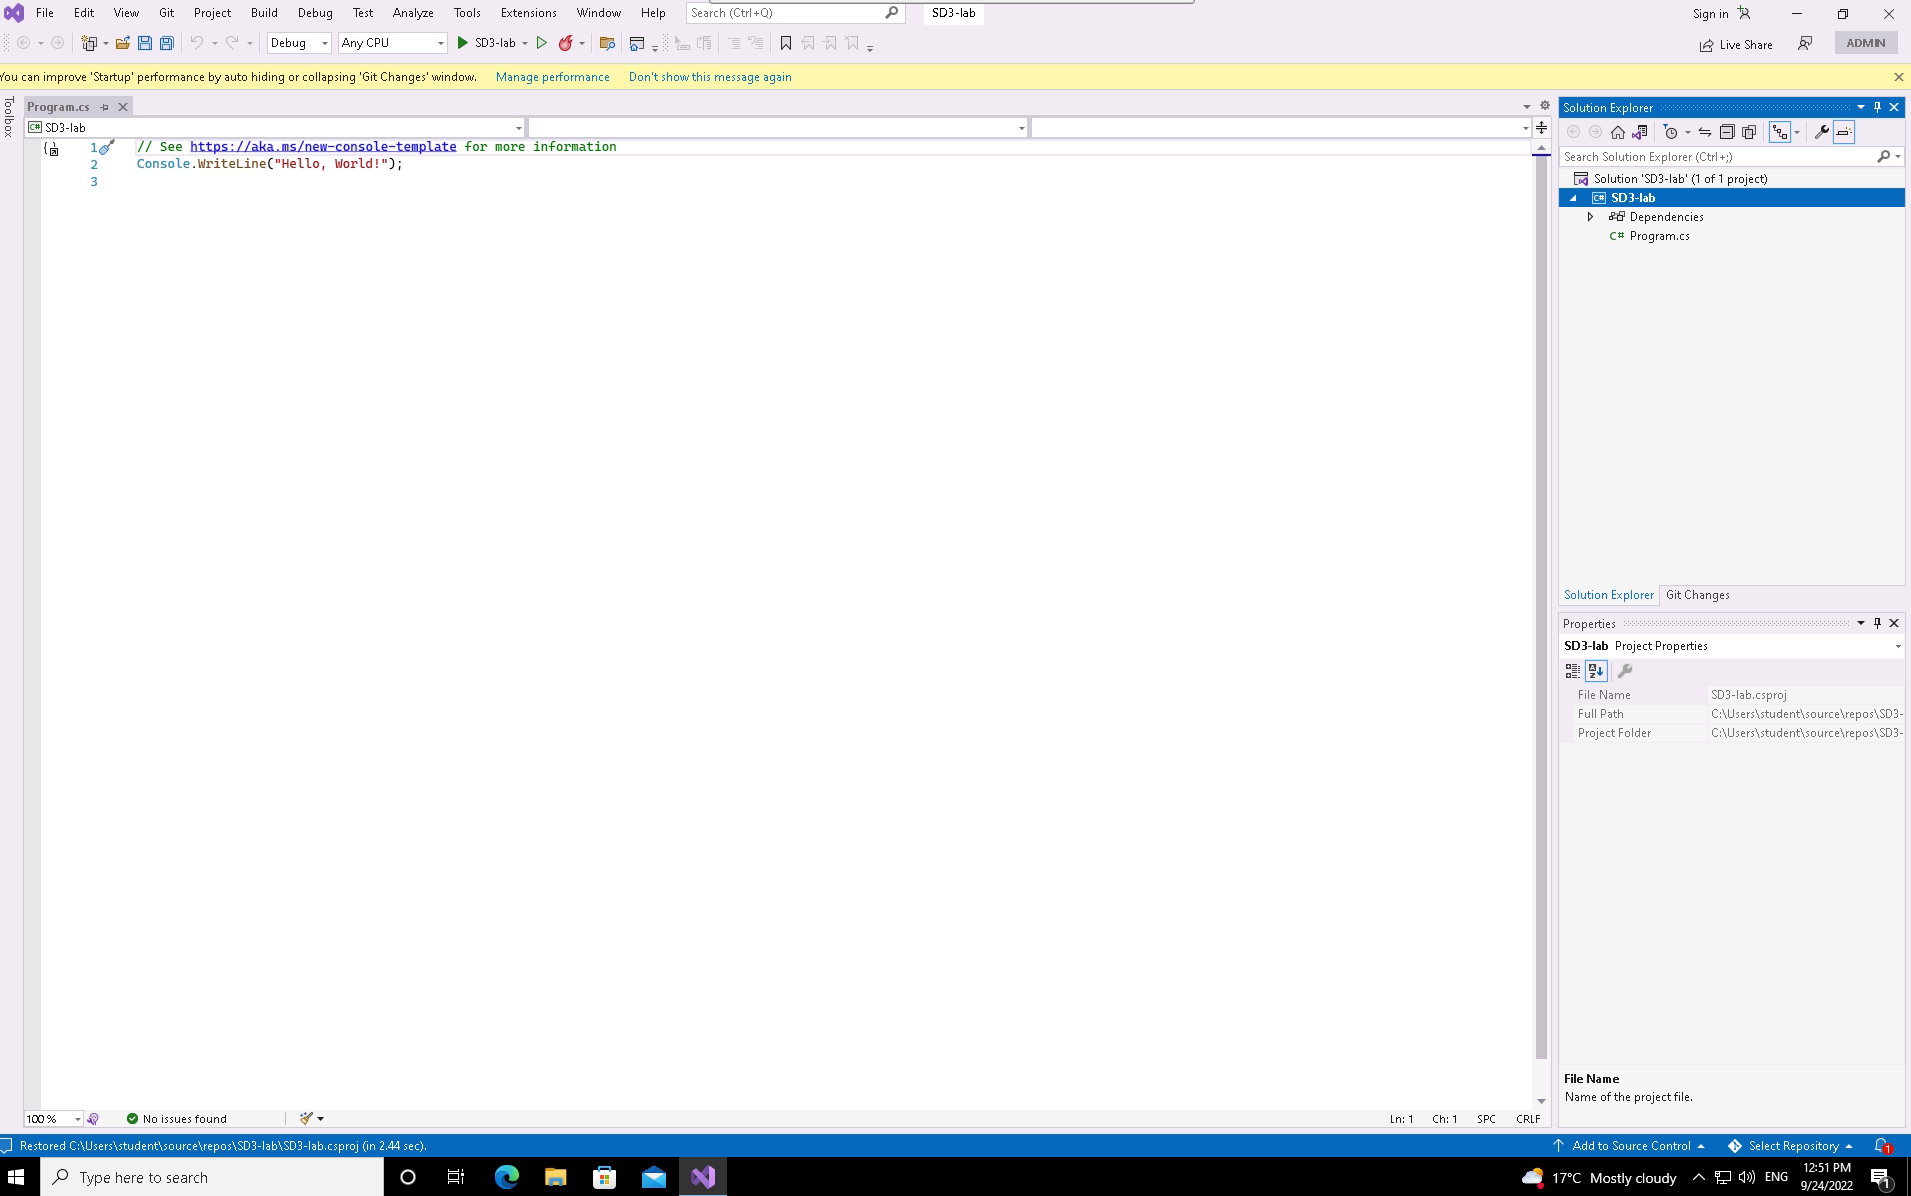 File Edit View Git Project Build Debug Test Analyze Tools Extensions Window Help Search (Ctrl+Q) SD3-lab Sign in
Debug Any CPU SD3-lab Live Share ADMIN
You can improve 'Startup' performance by auto hiding or collapsing 'Git Changes' window. Manage performance Don't show this message again
Toolbox
Program.cs
SD3-lab
1 // See https://aka.ms/new-console-template for more information
2 Console.WriteLine("Hello, World!");
3
Solution Explorer
Search Solution Explorer (Ctrl+;)
Solution 'SD3-lab' (1 of 1 project)
C# SD3-lab
Dependencies
C# Program.cs
Solution Explorer Git Changes
Properties
SD3-lab Project Properties
File Name SD3-lab.csproj
Full Path C:\Users\student\source\repos\SD3-
Project Folder C:\Users\student\source\repos\SD3-
File Name
Name of the project file.
100 % No issues found Ln: 1 Ch: 1 SPC CRLF
Restored C:\Users\student\source\repos\SD3-lab\SD3-lab.csproj (in 2.44 sec). Add to Source Control Select Repository 1
Type here to search 17°C Mostly cloudy ENG 12:51 PM
9/24/2022 1